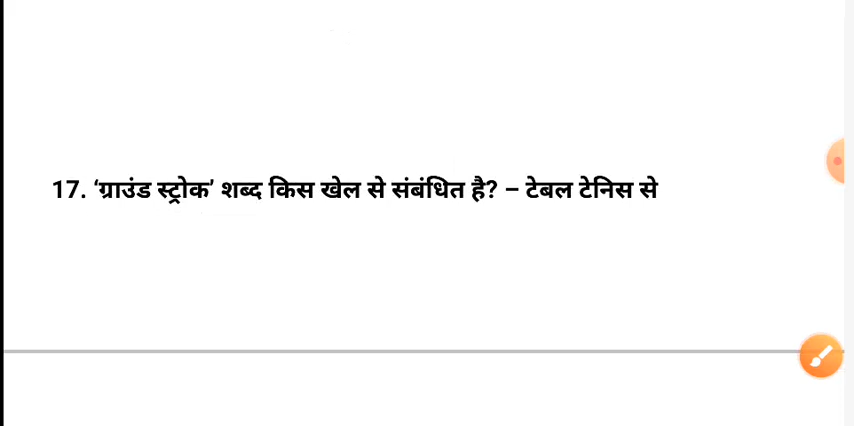 17. ‘ग्राउंड स्ट्रोक’ शब्द किस खेल से संबंधित है? – टेबल टेनिस से